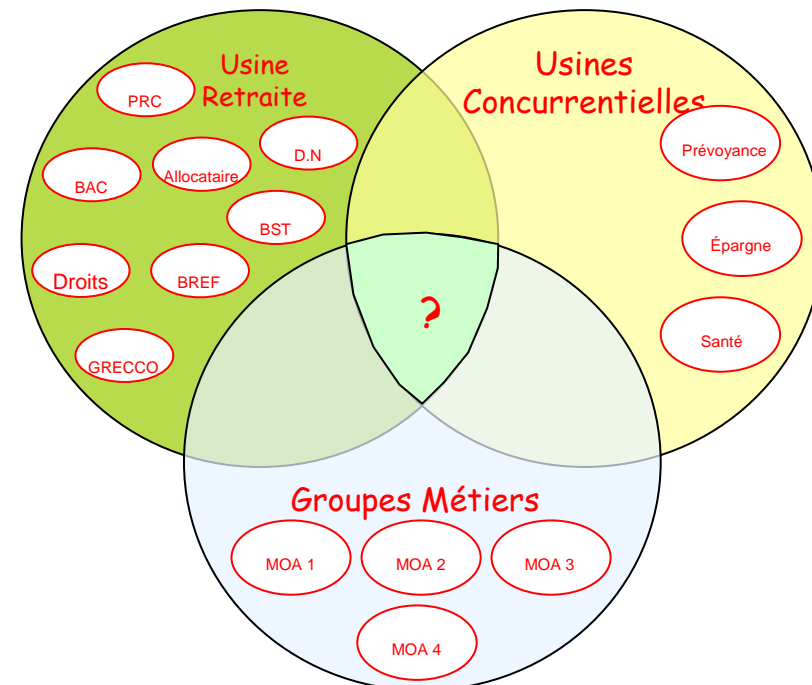 Usine
Retraite
PRC
D.N
BAC
Allocataire
BST
Droits
BREF
GRECCO
Usines
Concurrentielles
Prévoyance
Épargne
Santé
?
Groupes Métiers
MOA 1
MOA 2
MOA 3
MOA 4